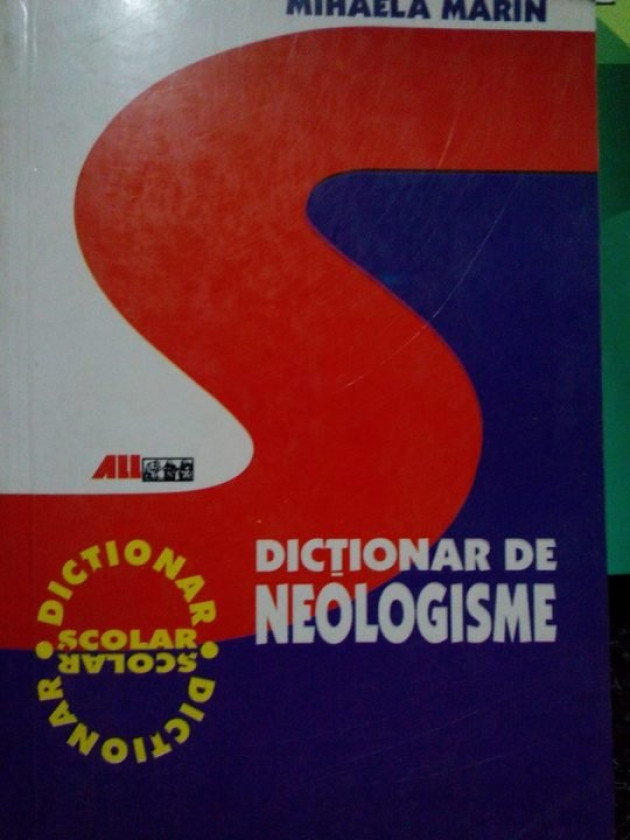 MIHAELA MARIN
ALL
DICȚIONAR DE
NEOLOGISME
DICȚIONAR
ȘCOLAR
ȘCOLAR
DICȚIONAR